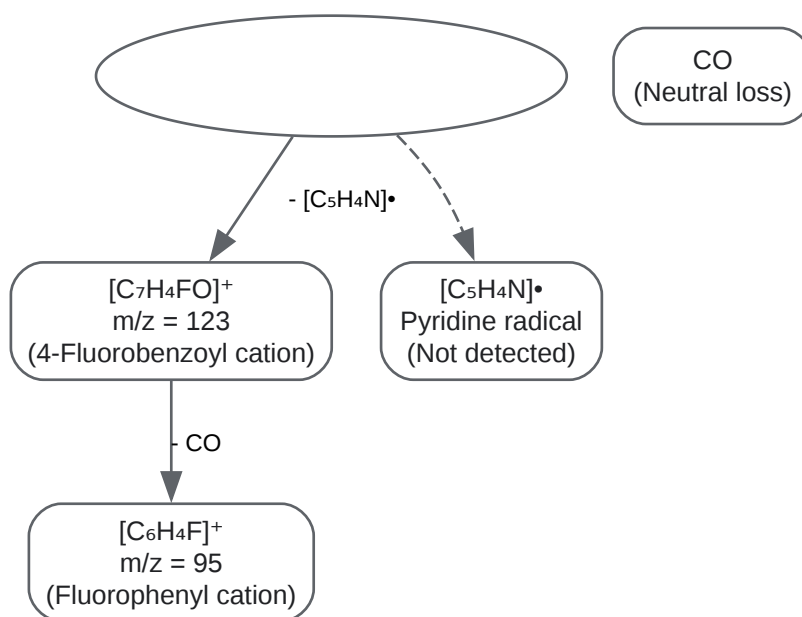 CO
(Neutral loss)
- [C₅H₄N]•
[C₇H₄FO]⁺
m/z = 123
(4-Fluorobenzoyl cation)
[C₅H₄N]•
Pyridine radical
(Not detected)
- CO
[C₆H₄F]⁺
m/z = 95
(Fluorophenyl cation)